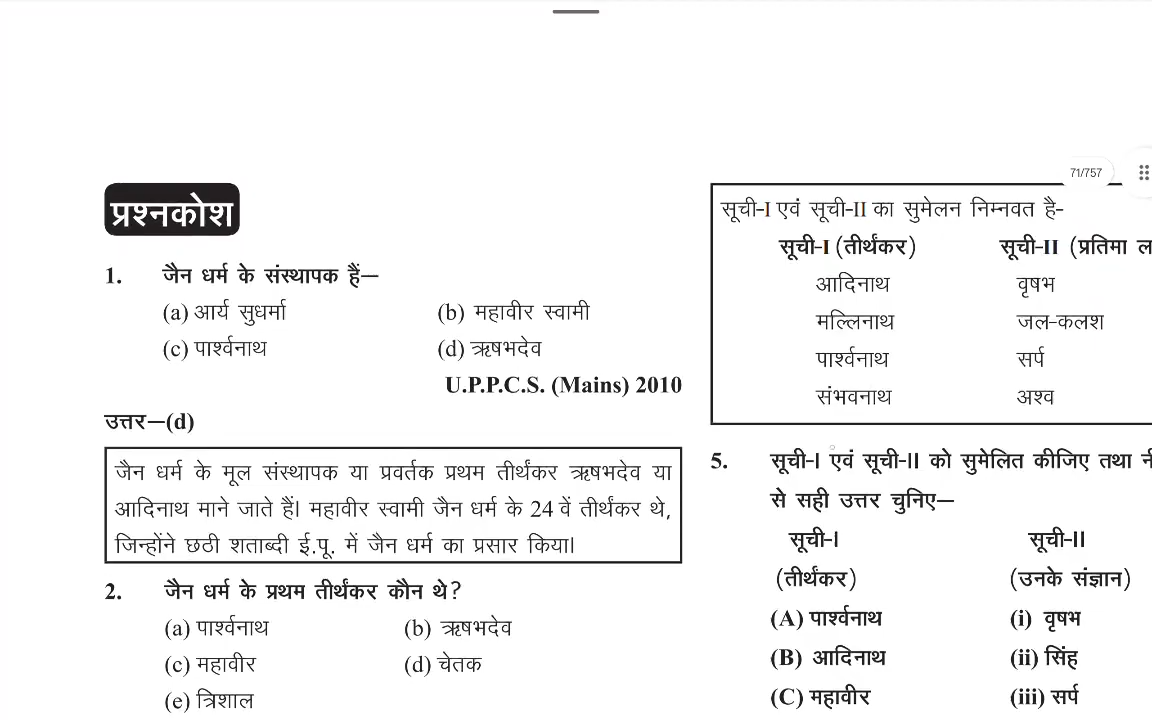 71/757
प्रश्नकोश
1. जैन धर्म के संस्थापक हैं—
(a) आर्य सुधर्मा (b) महावीर स्वामी
(c) पार्श्वनाथ (d) ऋषभदेव
U.P.P.C.S. (Mains) 2010
उत्तर—(d)
जैन धर्म के मूल संस्थापक या प्रवर्तक प्रथम तीर्थंकर ऋषभदेव या
आदिनाथ माने जाते हैं। महावीर स्वामी जैन धर्म के 24 वें तीर्थंकर थे,
जिन्होंने छठी शताब्दी ई.पू. में जैन धर्म का प्रसार किया।
2. जैन धर्म के प्रथम तीर्थंकर कौन थे?
(a) पार्श्वनाथ (b) ऋषभदेव
(c) महावीर (d) चेतक
(e) त्रिशाल
सूची-I एवं सूची-II का सुमेलन निम्नवत है-
सूची-I (तीर्थंकर) सूची-II (प्रतिमा
आदिनाथ वृषभ
मल्लिनाथ जल-कलश
पार्श्वनाथ सर्प
संभवनाथ अश्व
5. सूची-I एवं सूची-II को सुमेलित कीजिए तथा
से सही उत्तर चुनिए—
सूची-I सूची-II
(तीर्थंकर) (उनके संज्ञान)
(A) पार्श्वनाथ (i) वृषभ
(B) आदिनाथ (ii) सिंह
(C) महावीर (iii) सर्प